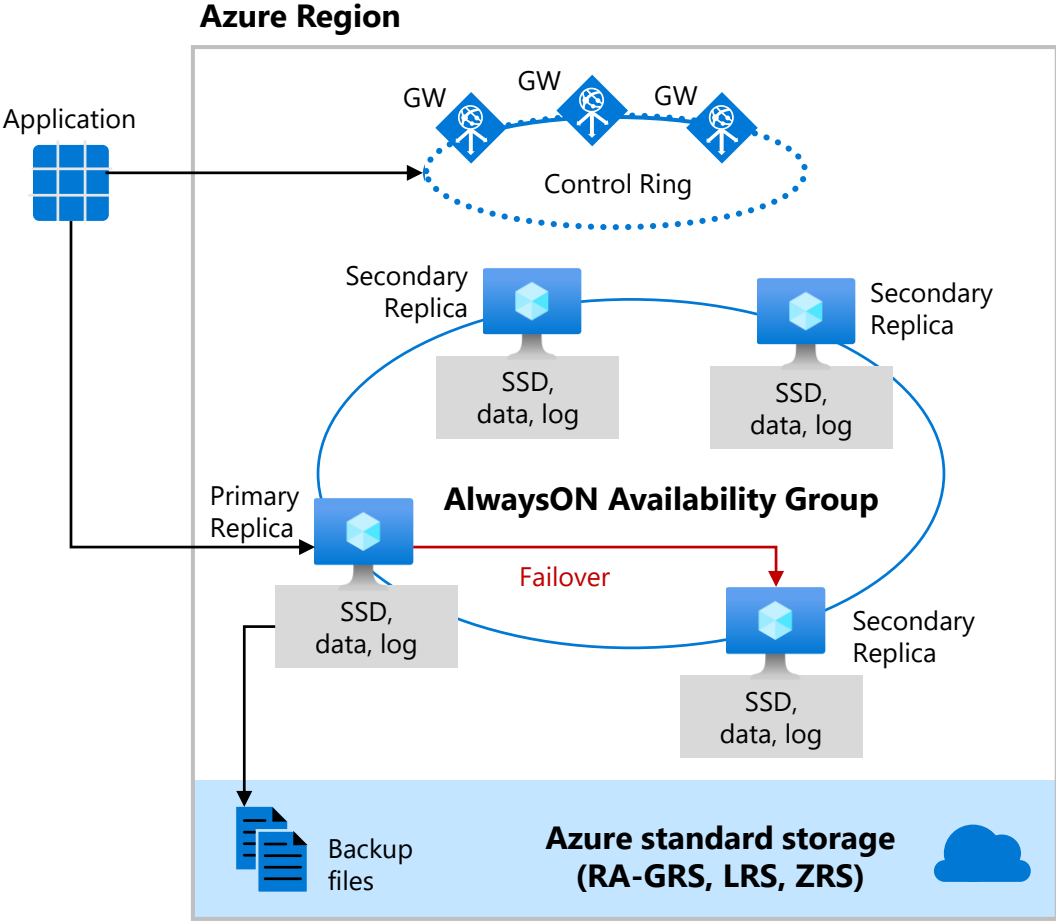 Azure Region
GW
GW
GW
Application
Control Ring
Secondary
Replica
Secondary
Replica
SSD,
data, log
SSD,
data, log
Primary
Replica
AlwaysON Availability Group
Failover
SSD,
data, log
Secondary
Replica
SSD,
data, log
Backup
files
Azure standard storage
(RA-GRS, LRS, ZRS)